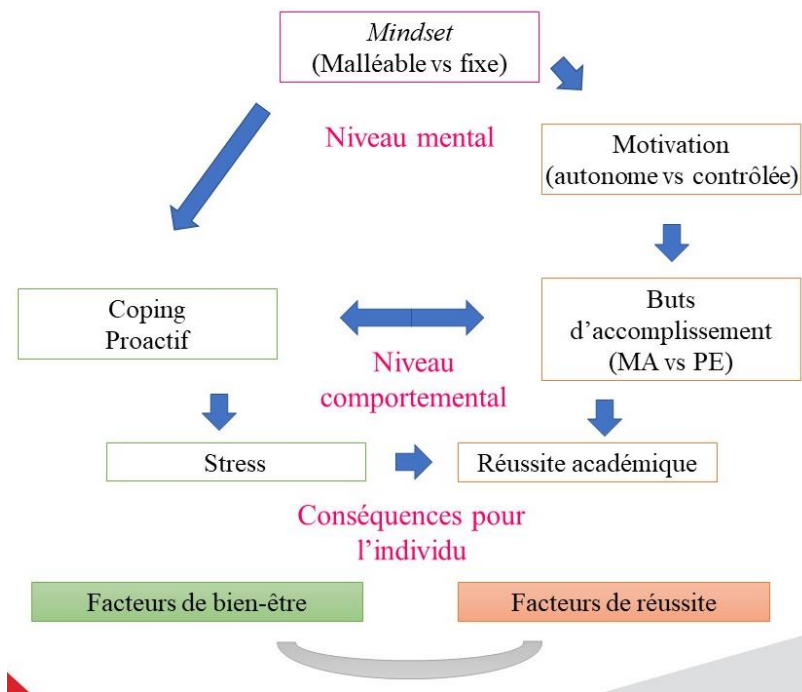 Mindset
(Malléable vs fixe)
Niveau mental
Motivation
(autonome vs contrôlée)
Coping
Proactif
Buts
d’accomplissement
(MA vs PE)
Niveau
comportemental
Stress
Réussite académique
Conséquences pour
l’individu
Facteurs de bien-être
Facteurs de réussite